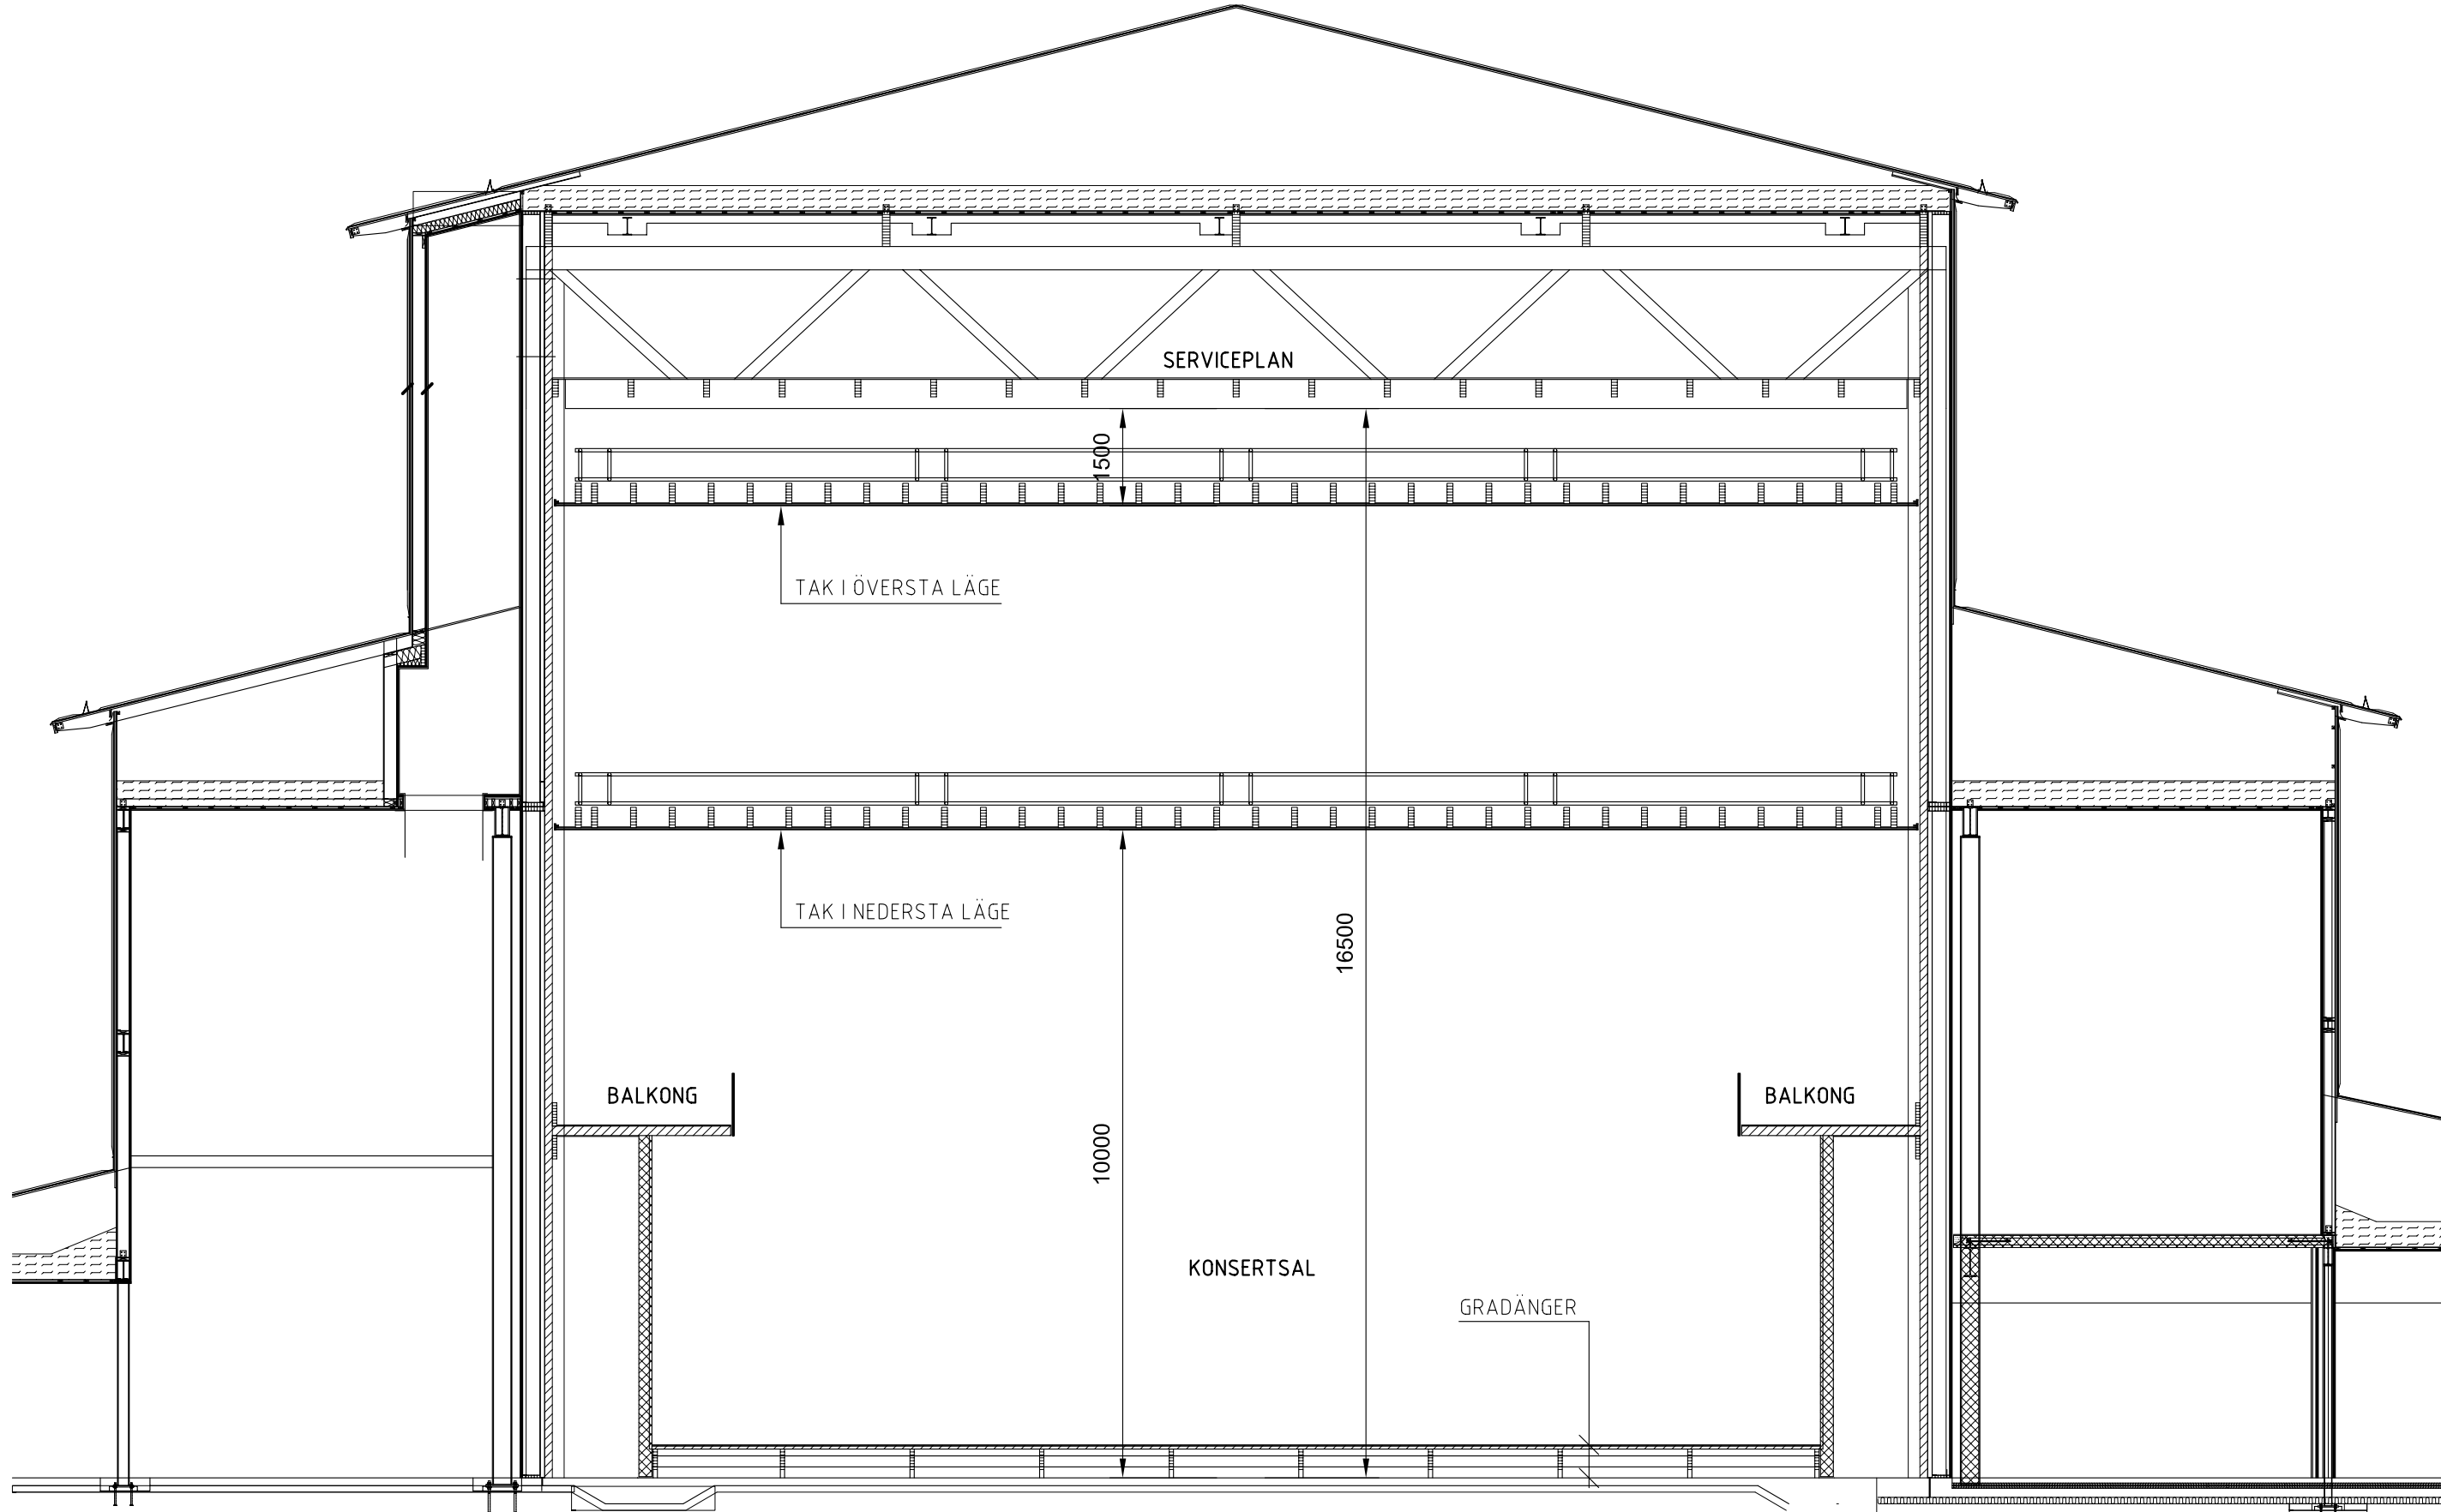 SERVICEPLAN
1500
TAK I ÖVERSTA LÄGE
TAK I NEDERSTA LÄGE
16500
BALKONG
BALKONG
10000
KONSERTSAL
GRADÄNGER